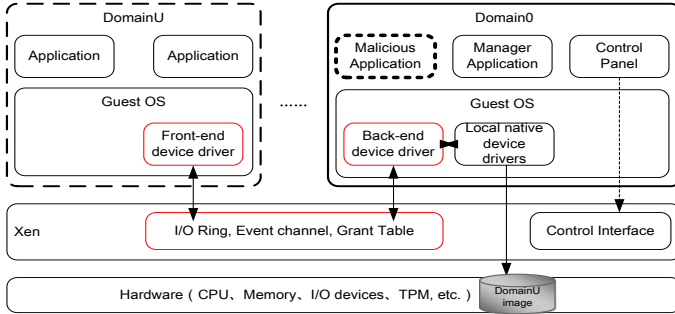 DomainU
Domain0
Application
Application
Malicious
Application
Manager
Application
Control
Panel
Guest OS
......
Guest OS
Front-end
device driver
Back-end
device driver
Local native
device
drivers
Xen
I/O Ring, Event channel, Grant Table
Control Interface
Hardware（CPU、Memory、I/O devices、TPM, etc.）
DomainU
image